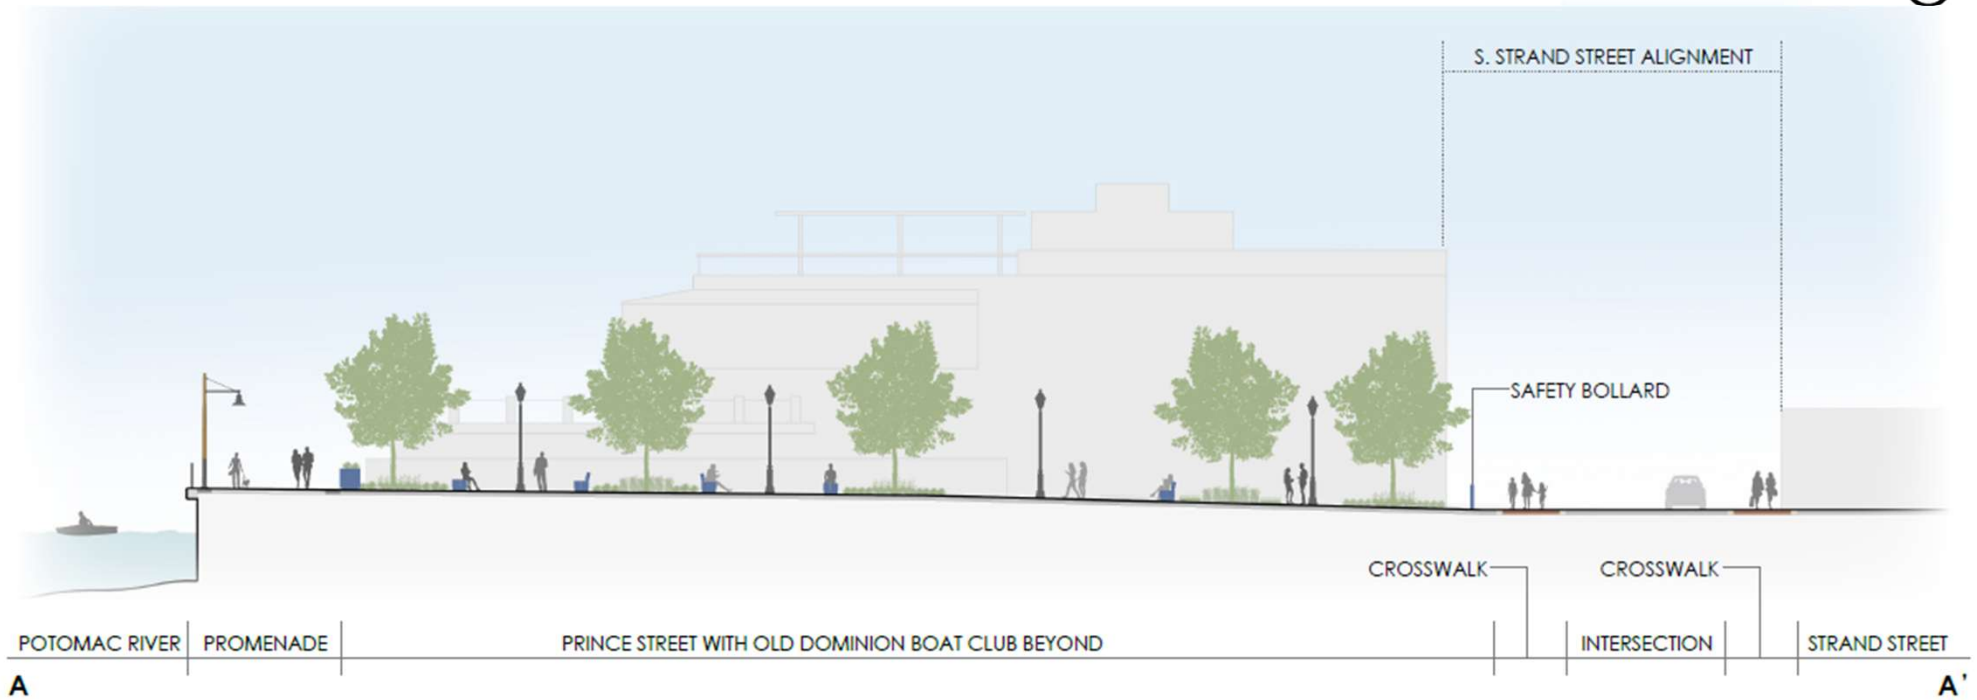 S. STRAND STREET ALIGNMENT
SAFETY BOLLARD
CROSSWALK
CROSSWALK
POTOMAC RIVER
PROMENADE
PRINCE STREET WITH OLD DOMINION BOAT CLUB BEYOND
INTERSECTION
STRAND STREET
A
A'